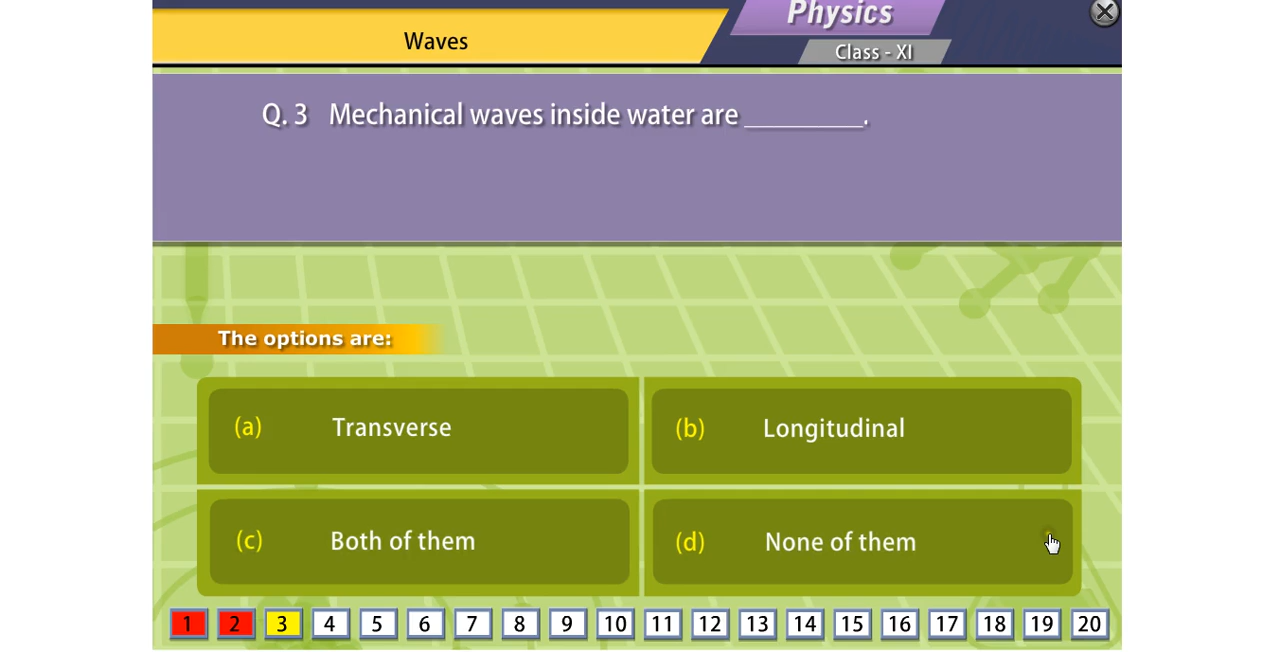 Physics
Waves
Class - XI
Q. 3 Mechanical waves inside water are _________.
The options are:
(a) Transverse
(b) Longitudinal
(c) Both of them
(d) None of them
1 2 3 4 5 6 7 8 9 10 11 12 13 14 15 16 17 18 19 20